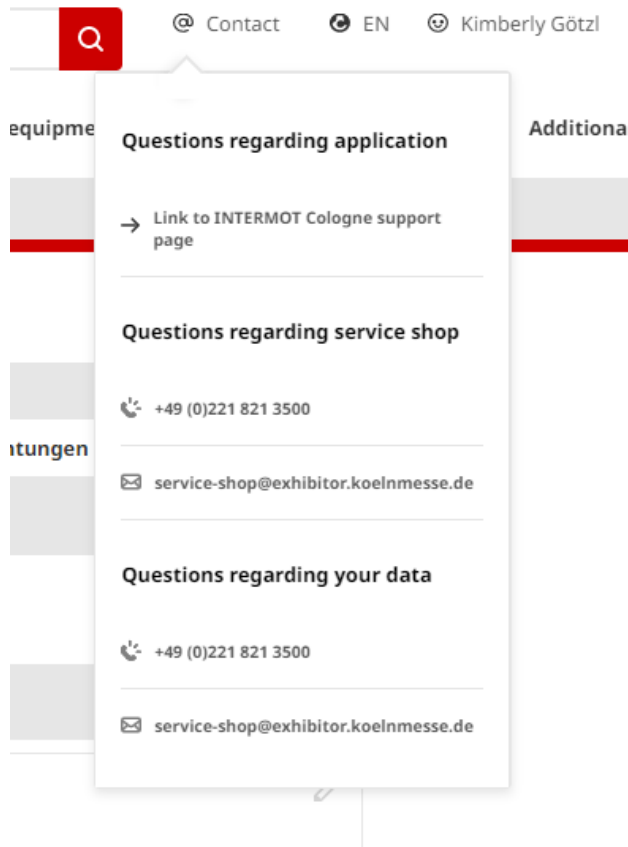 @ Contact EN Kimberly Götzl
equipme
Additiona
Questions regarding application
→ Link to INTERMOT Cologne support
page
Questions regarding service shop
+49 (0)221 821 3500
ntungen
service-shop@exhibitor.koelnmesse.de
Questions regarding your data
+49 (0)221 821 3500
service-shop@exhibitor.koelnmesse.de